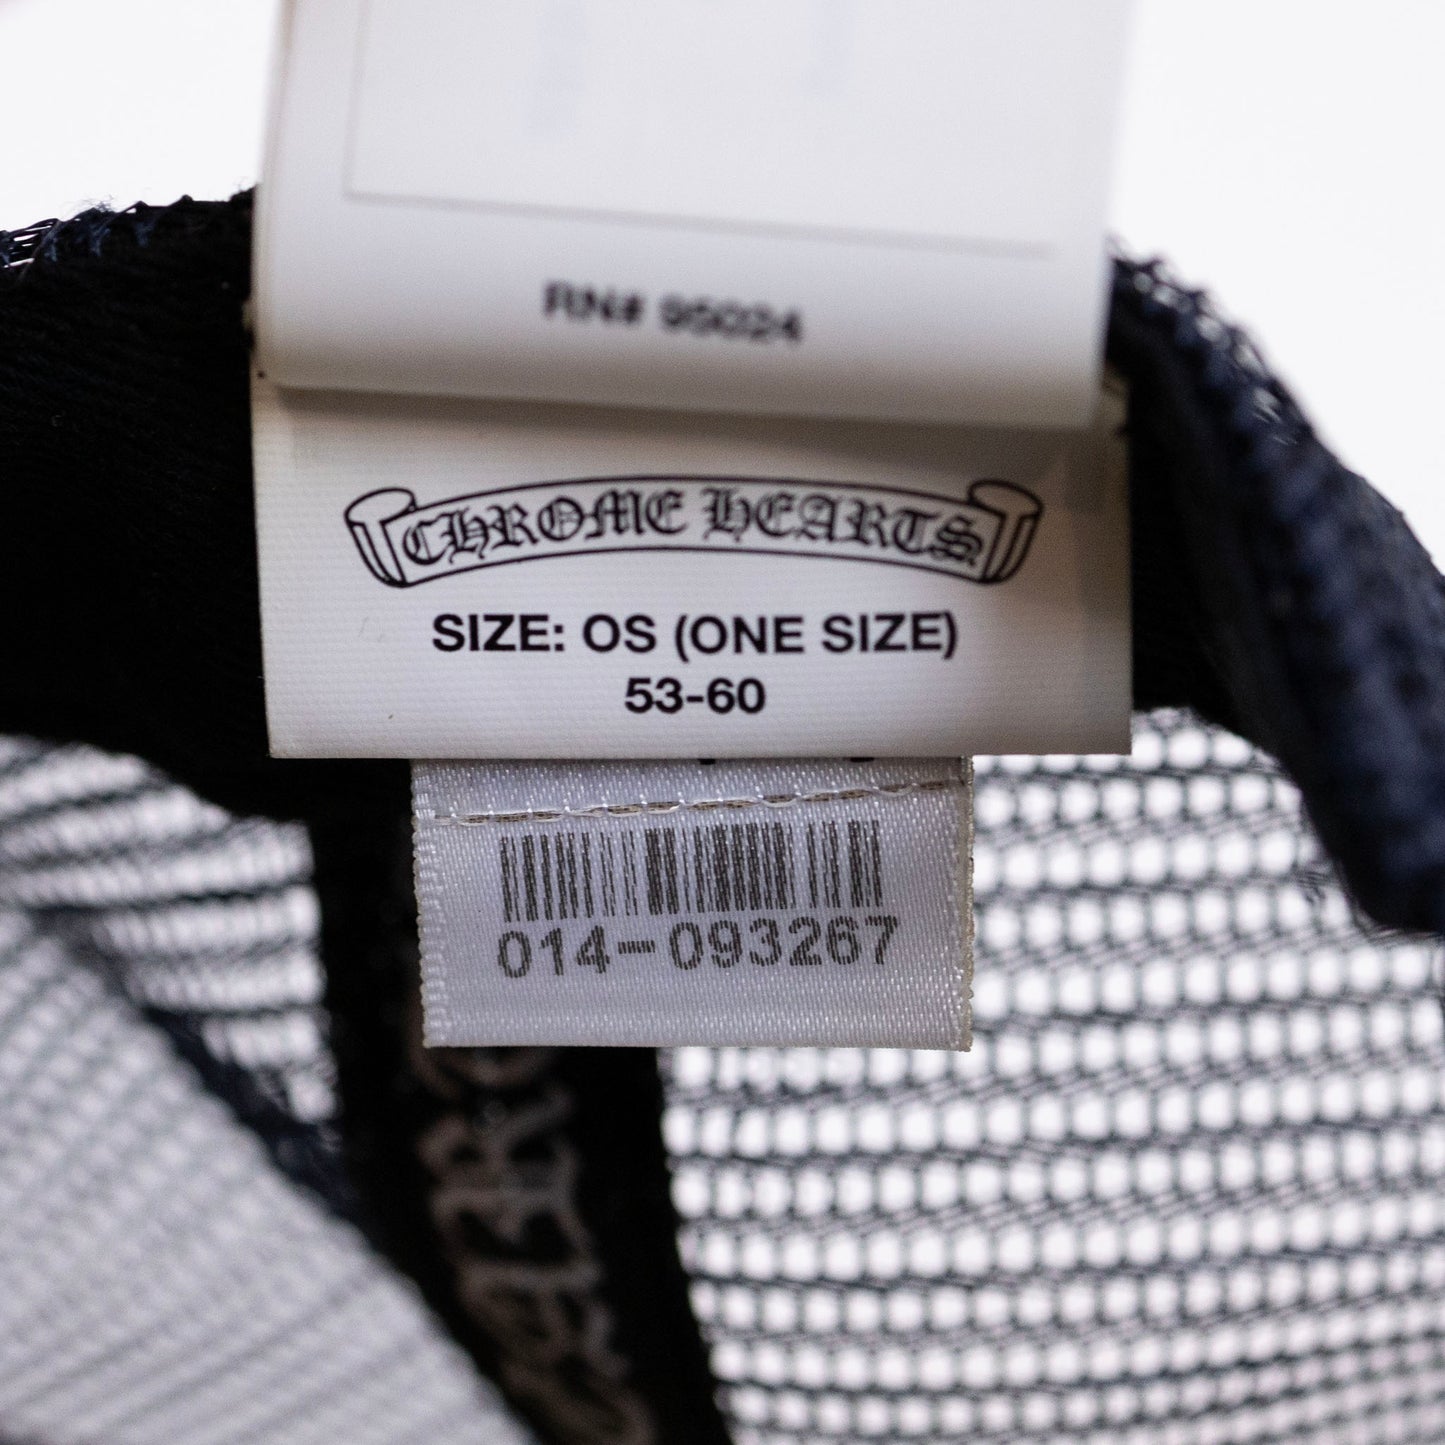 RN# 95024
CHROME HEARTS
SIZE: OS (ONE SIZE)
53-60
014-093267